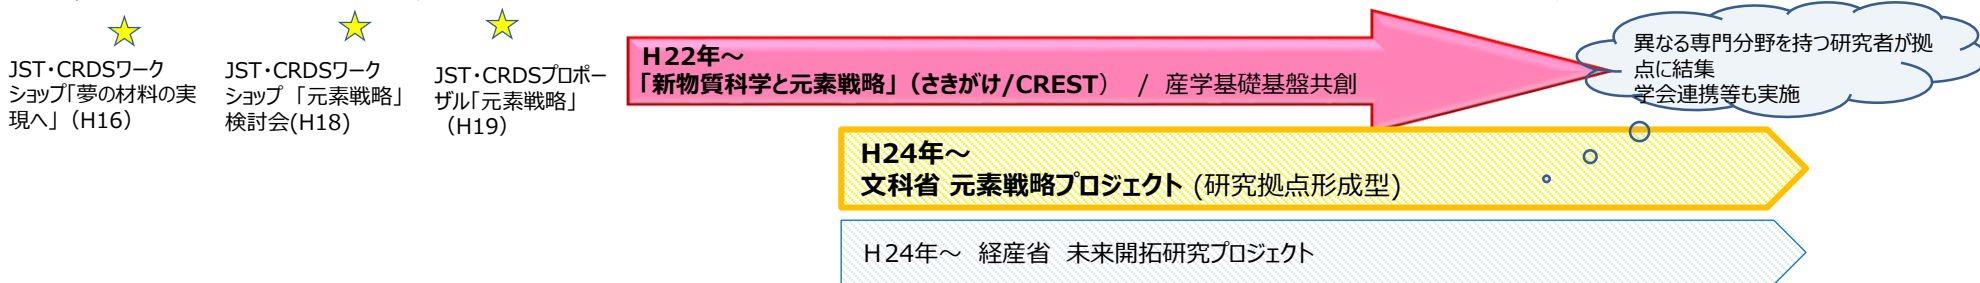 JST・CRDSワーク
ショップ「夢の材料の実
現へ」（H16）
JST・CRDSワーク
ショップ 「元素戦略」
検討会(H18)
JST・CRDSプロポー
ザル「元素戦略」
（H19）
Ｈ22年～
「新物質科学と元素戦略」（さきがけ/CREST） / 産学基礎基盤共創
異なる専門分野を持つ研究者が拠
点に結集
学会連携等も実施
H24年～
文科省 元素戦略プロジェクト (研究拠点形成型)
Ｈ24年～ 経産省 未来開拓研究プロジェクト